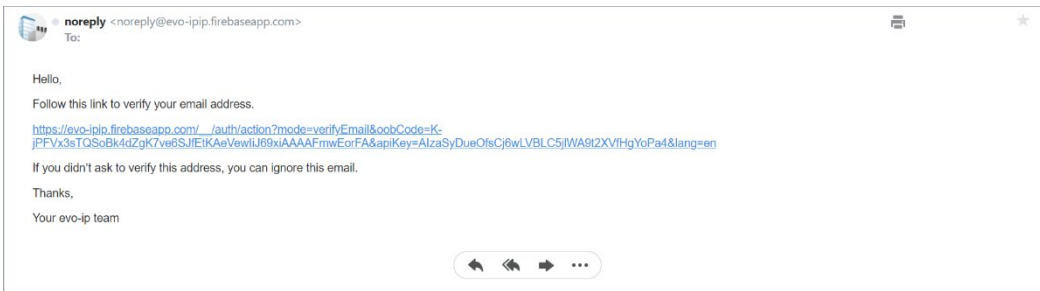 noreply <noreply@evo-ipip.firebaseapp.com>
To:
Hello,
Follow this link to verify your email address.
https://evo-ipip.firebaseapp.com/__/auth/action?mode=verifyEmail&oobCode=K-
jPFVx3sTQSoBk4dZgK7ve6SJfEtKAeVewIiJ69xiAAAAFmwEorFA&apiKey=AIzaSyDueOfsCj6wLVBLC5jlWA9t2XVfHgYoPa4&lang=en
If you didn't ask to verify this address, you can ignore this email.
Thanks,
Your evo-ip team